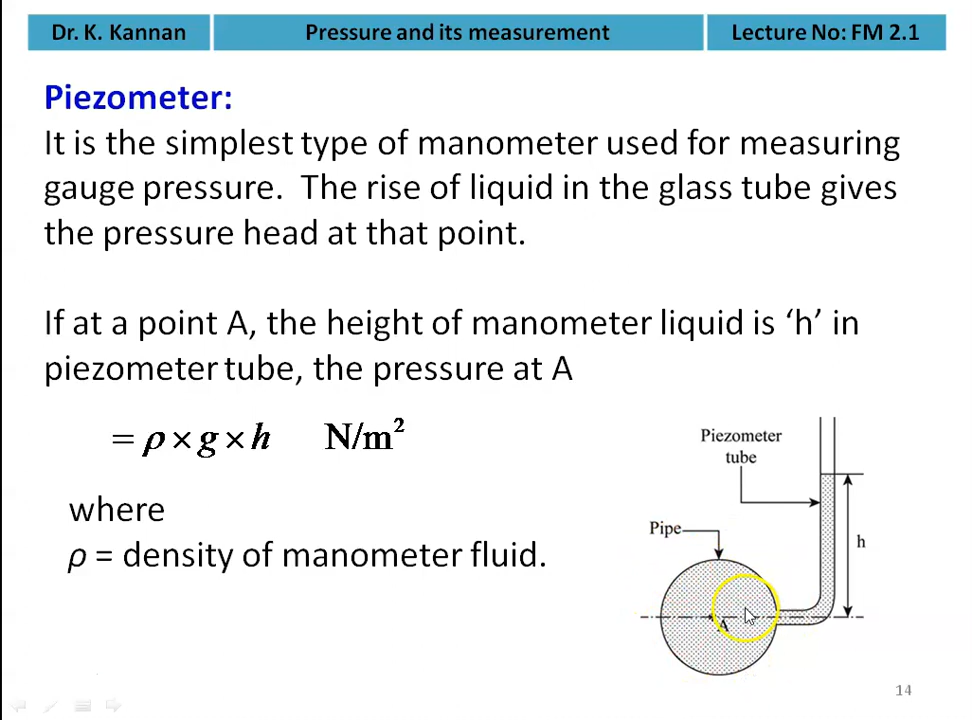 Dr. K. Kannan
Pressure and its measurement
Lecture No: FM 2.1
Piezometer:
It is the simplest type of manometer used for measuring
gauge pressure. The rise of liquid in the glass tube gives
the pressure head at that point.
If at a point A, the height of manometer liquid is ‘h’ in
piezometer tube, the pressure at A
= ρ × g × h N/m²
where
ρ = density of manometer fluid.
Piezometer
tube
Pipe
h
A
14